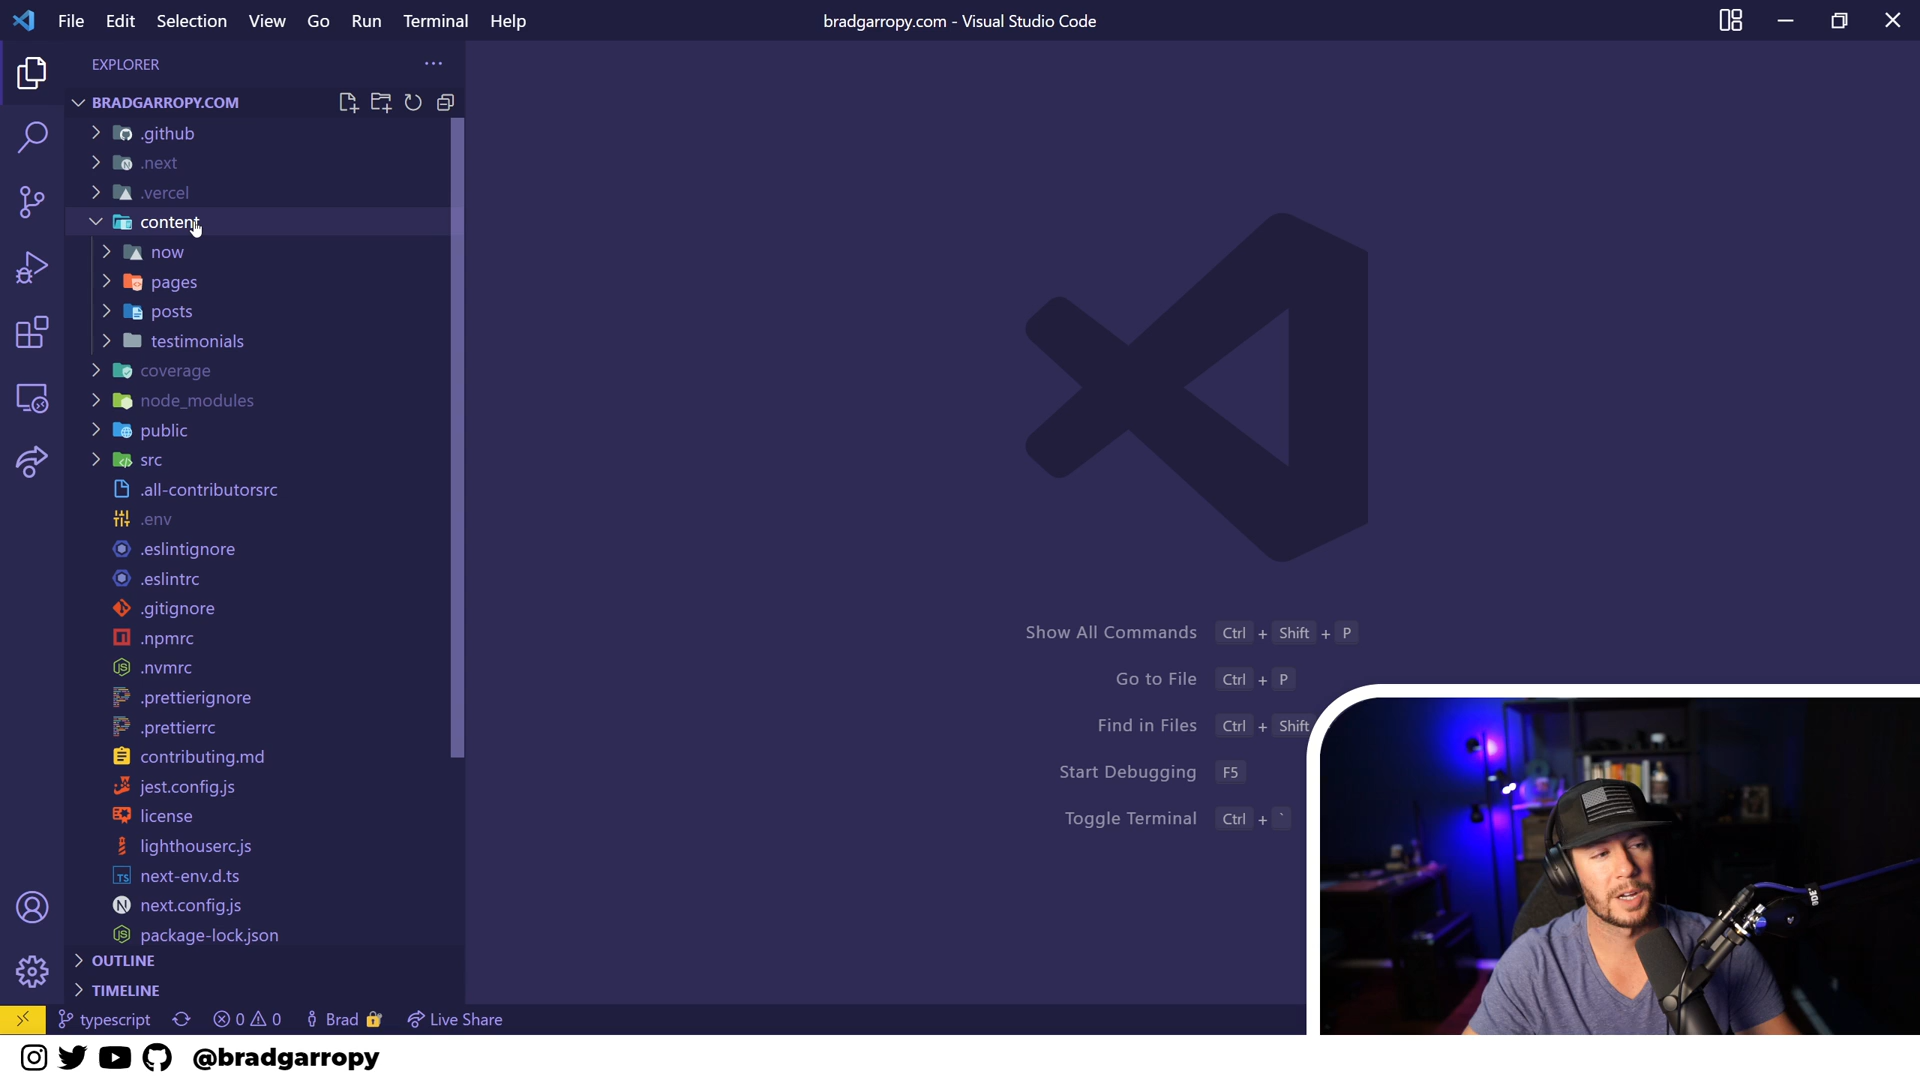 File Edit Selection View Go Run Terminal Help
bradgarropy.com - Visual Studio Code
EXPLORER
BRADGARROPY.COM
.github
.next
.vercel
content
now
pages
posts
testimonials
coverage
node_modules
public
src
.all-contributorsrc
.env
.eslintignore
.eslintrc
.gitignore
.npmrc
.nvmrc
.prettierignore
.prettierrc
contributing.md
jest.config.js
license
lighthouserc.js
next-env.d.ts
next.config.js
package-lock.json
OUTLINE
TIMELINE
Show All Commands Ctrl + Shift + P
Go to File Ctrl + P
Find in Files Ctrl + Shift
Start Debugging F5
Toggle Terminal Ctrl + `
typescript 0 0 Brad Live Share
@bradgarropy